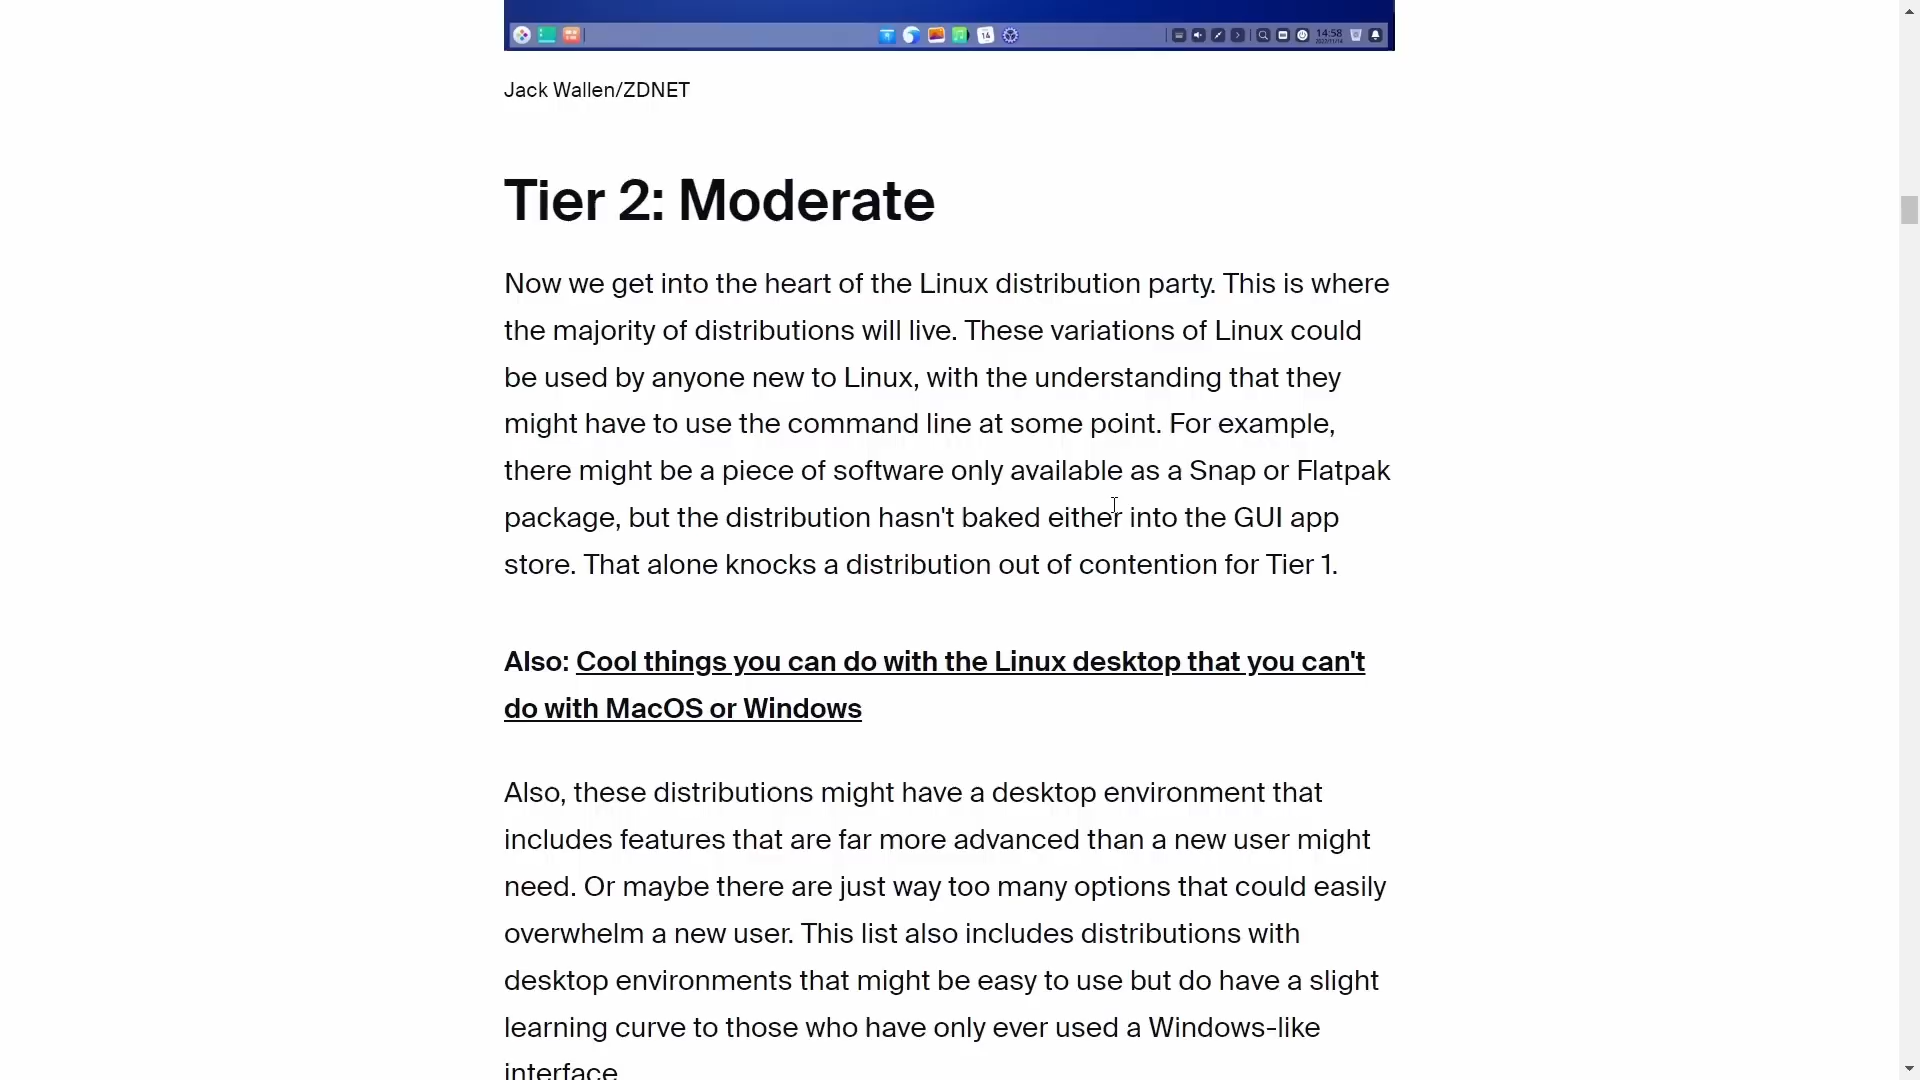 14:58
Jack Wallen/ZDNET
Tier 2: Moderate
Now we get into the heart of the Linux distribution party. This is where
the majority of distributions will live. These variations of Linux could
be used by anyone new to Linux, with the understanding that they
might have to use the command line at some point. For example,
there might be a piece of software only available as a Snap or Flatpak
package, but the distribution hasn't baked either into the GUI app
store. That alone knocks a distribution out of contention for Tier 1.
Also: Cool things you can do with the Linux desktop that you can't
do with MacOS or Windows
Also, these distributions might have a desktop environment that
includes features that are far more advanced than a new user might
need. Or maybe there are just way too many options that could easily
overwhelm a new user. This list also includes distributions with
desktop environments that might be easy to use but do have a slight
learning curve to those who have only ever used a Windows-like
interface